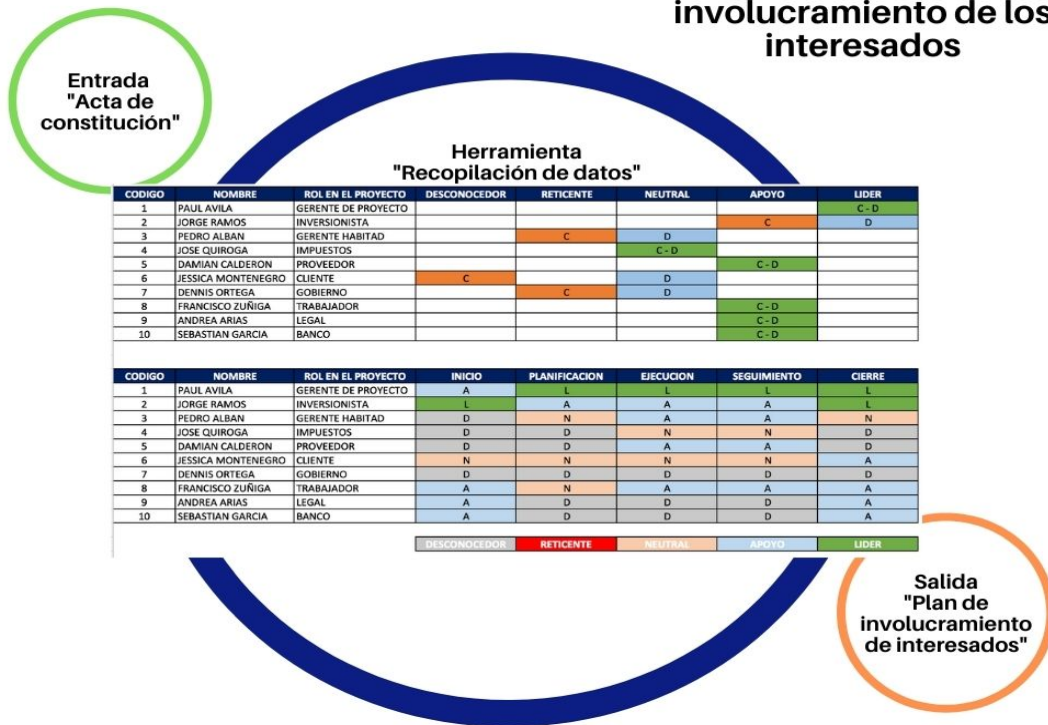 involucramiento de los
interesados
Entrada
"Acta de
constitución"
Herramienta
"Recopilación de datos"
CODIGO NOMBRE ROL EN EL PROYECTO DESCONOCEDOR RETICENTE NEUTRAL APOYO LIDER
1 PAUL AVILA GERENTE DE PROYECTO C - D
2 JORGE RAMOS INVERSIONISTA C D
3 PEDRO ALBAN GERENTE HABITAD C D
4 JOSE QUIROGA IMPUESTOS C - D
5 DAMIAN CALDERON PROVEEDOR C - D
6 JESSICA MONTENEGRO CLIENTE C D
7 DENNIS ORTEGA GOBIERNO C D
8 FRANCISCO ZUÑIGA TRABAJADOR C - D
9 ANDREA ARIAS LEGAL C - D
10 SEBASTIAN GARCIA BANCO C - D
CODIGO NOMBRE ROL EN EL PROYECTO INICIO PLANIFICACION EJECUCION SEGUIMIENTO CIERRE
1 PAUL AVILA GERENTE DE PROYECTO A L L L L
2 JORGE RAMOS INVERSIONISTA L A A A L
3 PEDRO ALBAN GERENTE HABITAD D N A A N
4 JOSE QUIROGA IMPUESTOS D D N N D
5 DAMIAN CALDERON PROVEEDOR D D A A D
6 JESSICA MONTENEGRO CLIENTE N N N N A
7 DENNIS ORTEGA GOBIERNO D D D D D
8 FRANCISCO ZUÑIGA TRABAJADOR A N A A A
9 ANDREA ARIAS LEGAL A D D D A
10 SEBASTIAN GARCIA BANCO A D D D A
DESCONOCEDOR RETICENTE NEUTRAL APOYO LIDER
Salida
"Plan de
involucramiento
de interesados"